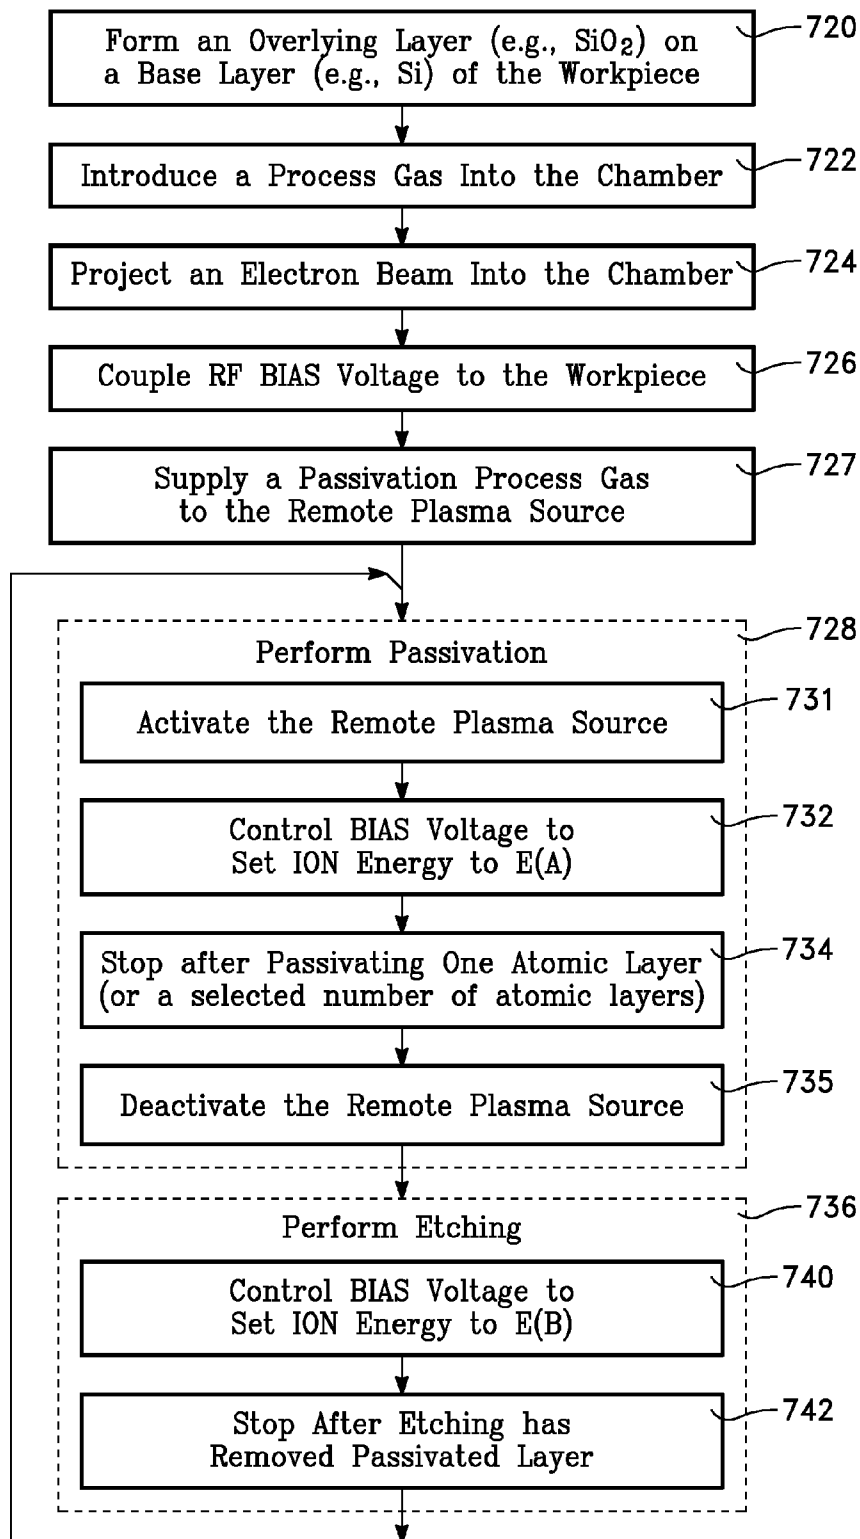 Form an Overlying Layer (e.g., SiO₂) on
a Base Layer (e.g., Si) of the Workpiece
720
Introduce a Process Gas Into the Chamber
722
Project an Electron Beam Into the Chamber
724
Couple RF BIAS Voltage to the Workpiece
726
Supply a Passivation Process Gas
to the Remote Plasma Source
727
Perform Passivation
728
Activate the Remote Plasma Source
731
Control BIAS Voltage to
Set ION Energy to E(A)
732
Stop after Passivating One Atomic Layer
(or a selected number of atomic layers)
734
Deactivate the Remote Plasma Source
735
Perform Etching
736
Control BIAS Voltage to
Set ION Energy to E(B)
740
Stop After Etching has
Removed Passivated Layer
742